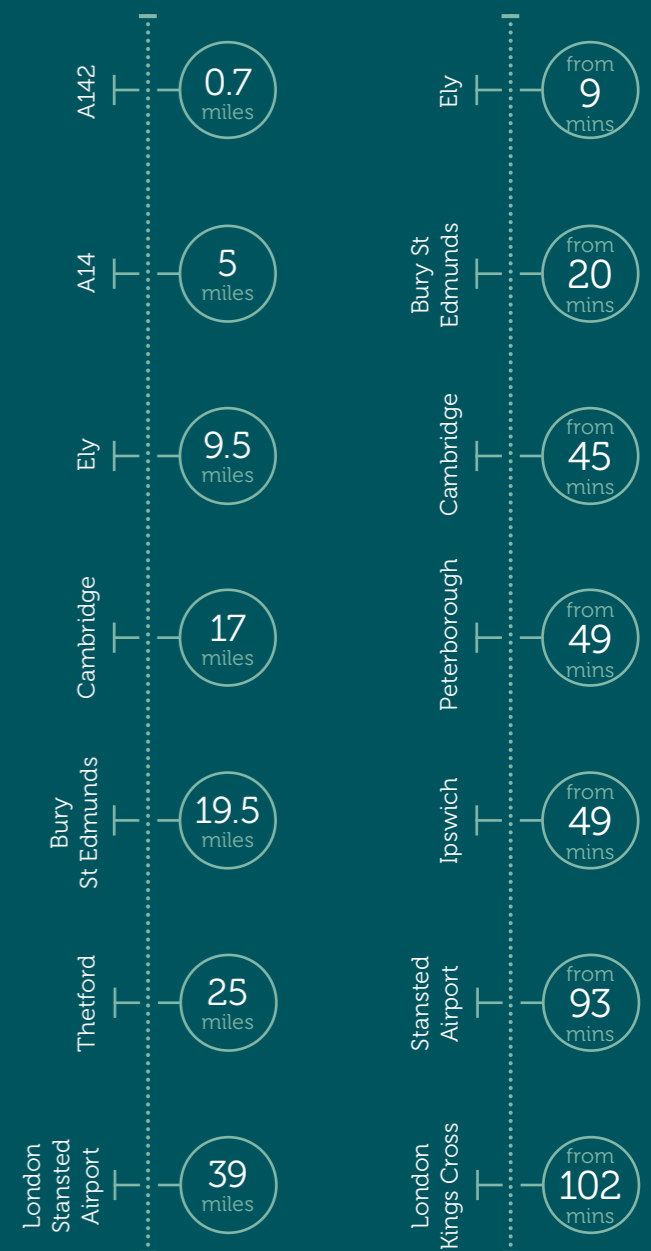 A142
0.7
miles
A14
5
miles
Ely
9.5
miles
Cambridge
17
miles
Bury
St Edmunds
19.5
miles
Thetford
25
miles
London
Stansted
Airport
39
miles
Ely
from
9
mins
Bury St
Edmunds
from
20
mins
Cambridge
from
45
mins
Peterborough
from
49
mins
Ipswich
from
49
mins
Stansted
Airport
from
93
mins
London
Kings Cross
from
102
mins